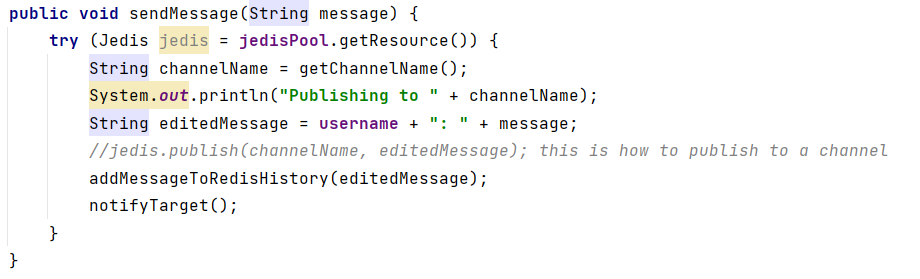 public void sendMessage(String message) {
    try (Jedis jedis = jedisPool.getResource()) {
        String channelName = getChannelName();
        System.out.println("Publishing to " + channelName);
        String editedMessage = username + ": " + message;
        //jedis.publish(channelName, editedMessage); this is how to publish to a channel
        addMessageToRedisHistory(editedMessage);
        notifyTarget();
    }
}